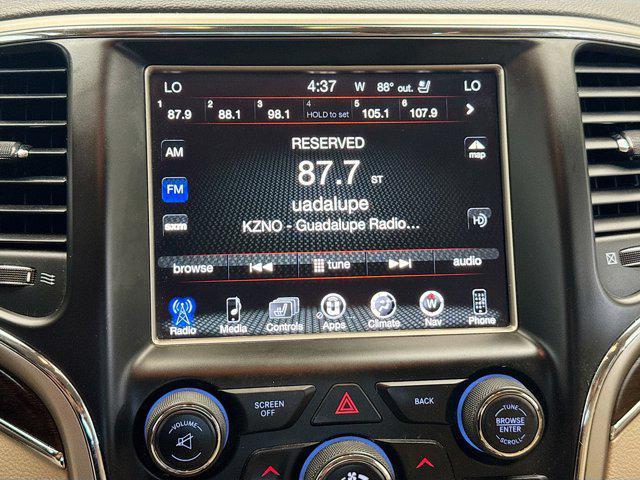 LO 4:37 W 88° out. LO
1 87.9 2 88.1 3 98.1 4 HOLD to set 5 105.1 6 107.9
AM RESERVED map
FM 87.7 ST
uadalupe
sxm KZNO - Guadalupe Radio... HD
browse tune audio
Radio Media Controls Apps Climate Nav Phone
VOLUME SCREEN OFF BACK TUNE
BROWSE
ENTER
SCROLL